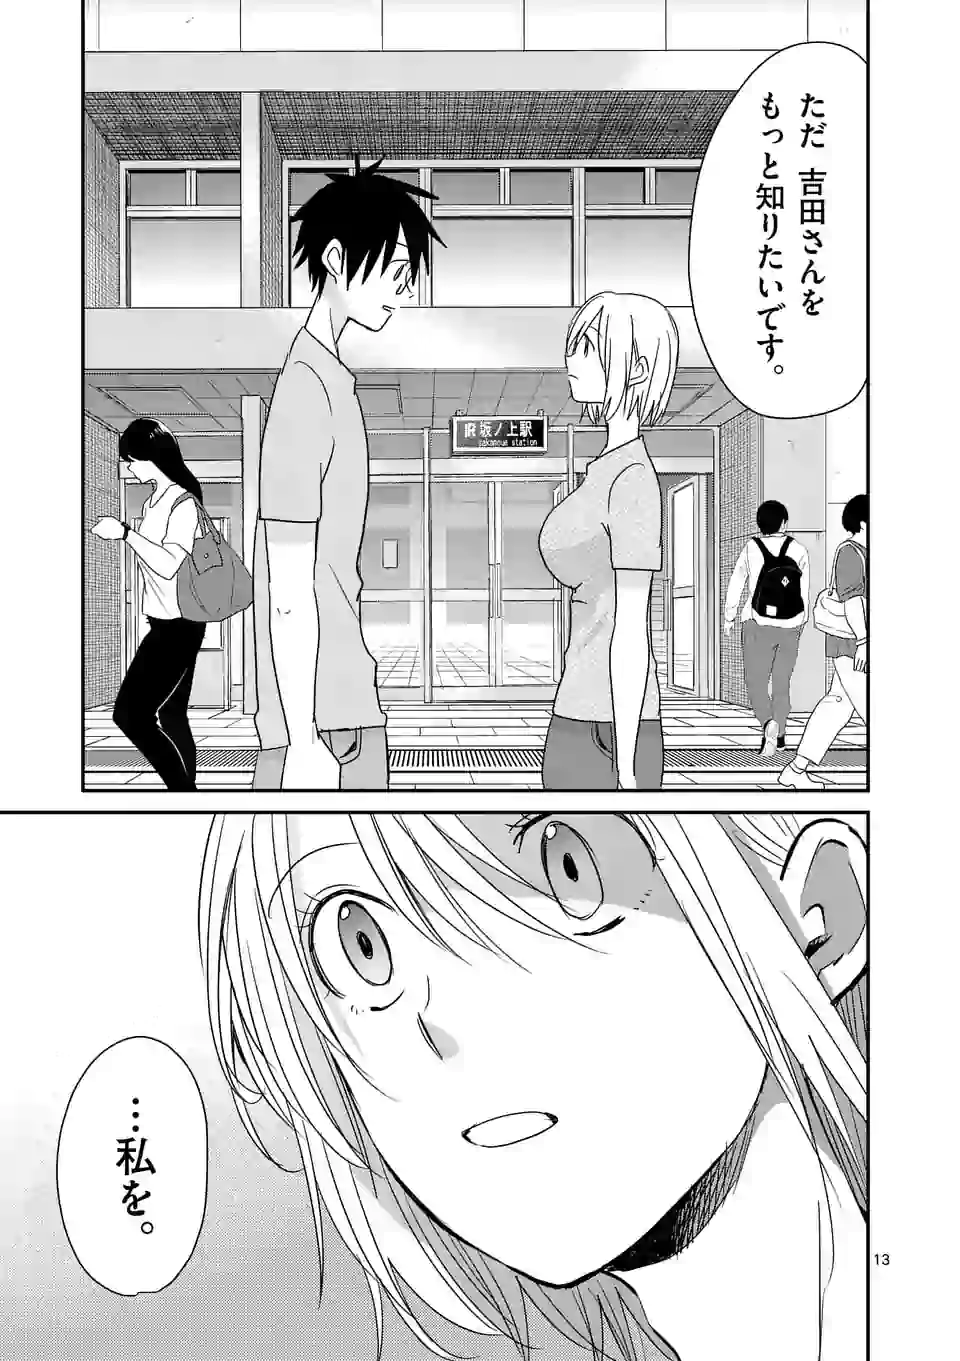 ただ 吉田さんを
もっと知りたいです。
JR坂ノ上駅
sakanoue station
…私を。
13